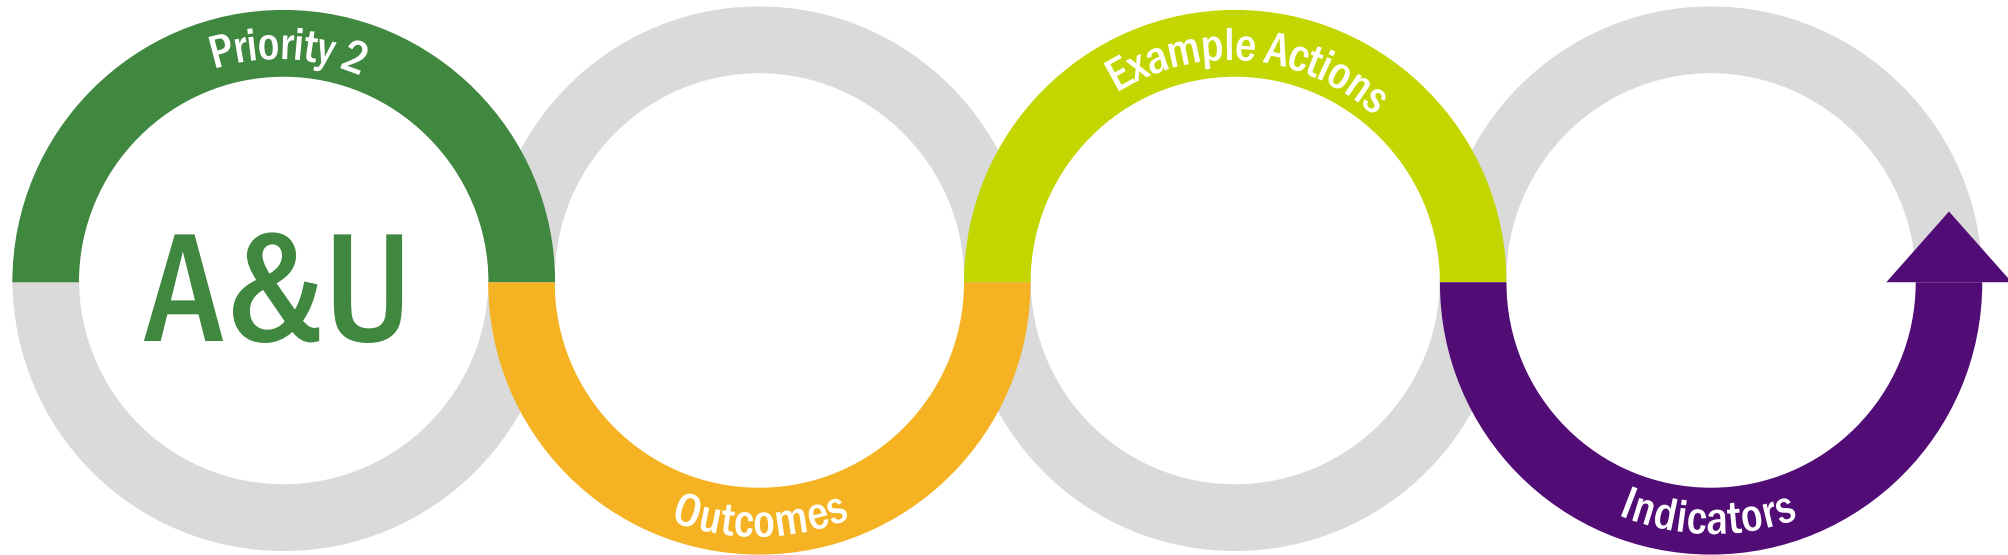 Priority 2
A&U
Outcomes
Example Actions
Indicators